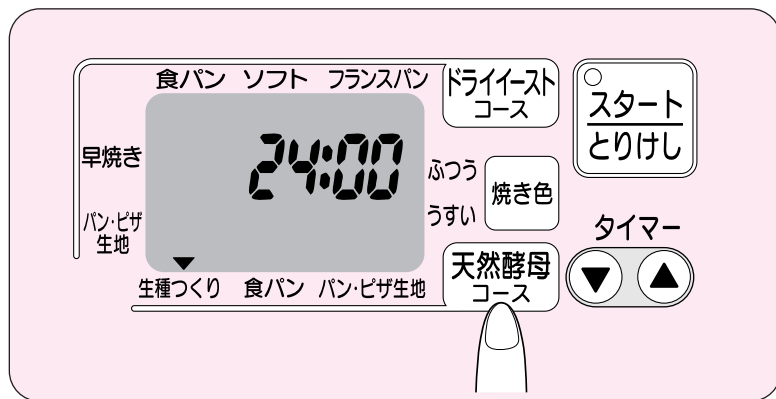 食パン ソフト フランスパン
ドライイースト
コース
スタート
とりけし
早焼き
24:00
ふつう
うすい
焼き色
パン・ピザ
生地
タイマー
▼ ▲
▼
生種つくり 食パン パン・ピザ生地
天然酵母
コース